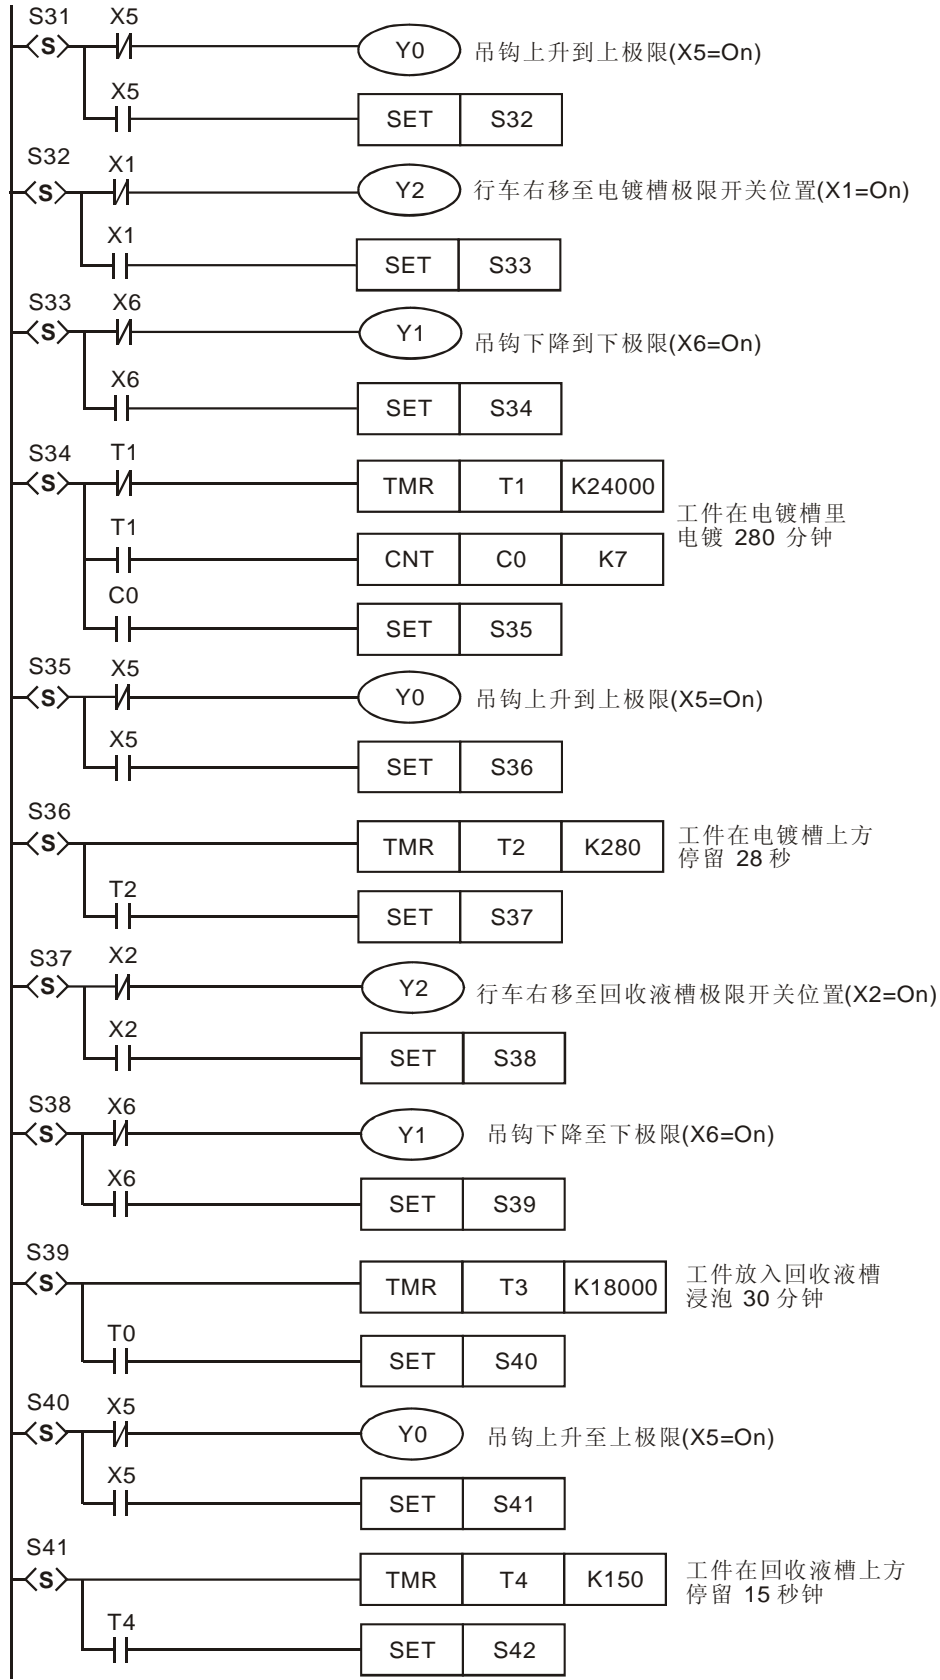 S31 X5
S Y0 吊钩上升到上极限(X5=On)
X5
SET S32
S32 X1
S Y2 行车右移至电镀槽极限开关位置(X1=On)
X1
SET S33
S33 X6
S Y1 吊钩下降到下极限(X6=On)
X6
SET S34
S34 T1
S TMR T1 K24000
工件在电镀槽里
电镀 280 分钟
T1
CNT C0 K7
C0
SET S35
S35 X5
S Y0 吊钩上升到上极限(X5=On)
X5
SET S36
S36
S TMR T2 K280
工件在电镀槽上方
停留 28 秒
T2
SET S37
S37 X2
S Y2 行车右移至回收液槽极限开关位置(X2=On)
X2
SET S38
S38 X6
S Y1 吊钩下降至下极限(X6=On)
X6
SET S39
S39
S TMR T3 K18000
工件放入回收液槽
浸泡 30 分钟
T0
SET S40
S40 X5
S Y0 吊钩上升至上极限(X5=On)
X5
SET S41
S41
S TMR T4 K150
工件在回收液槽上方
停留 15 秒钟
T4
SET S42